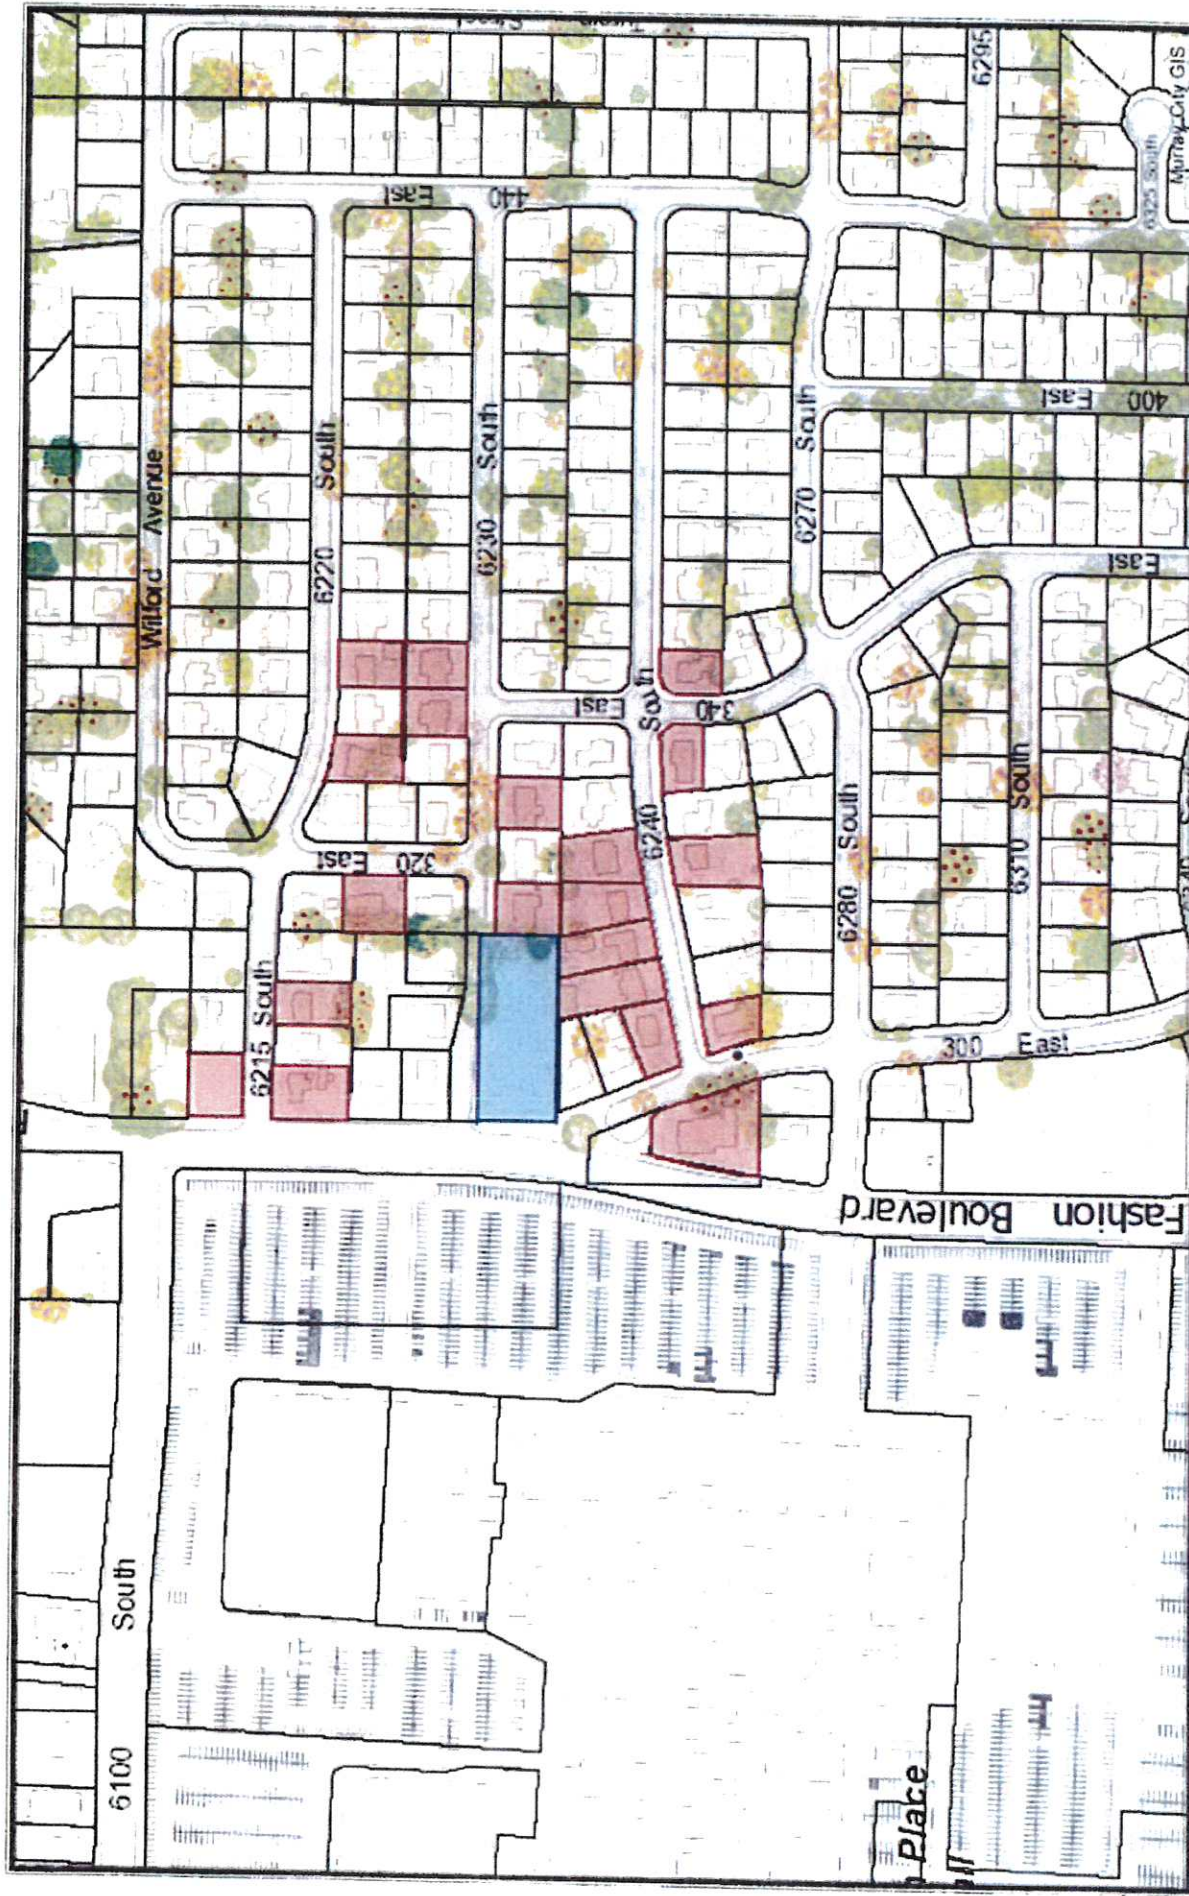 Street
6295
6325 South
Murray City GIS
440 East
Wilford Avenue
6220 South
6230 South
6270 South
400 East
East
320 East
East
340
6240 South
6215 South
6280 South
6310 South
300 East
Fashion Boulevard
6100 South
Place